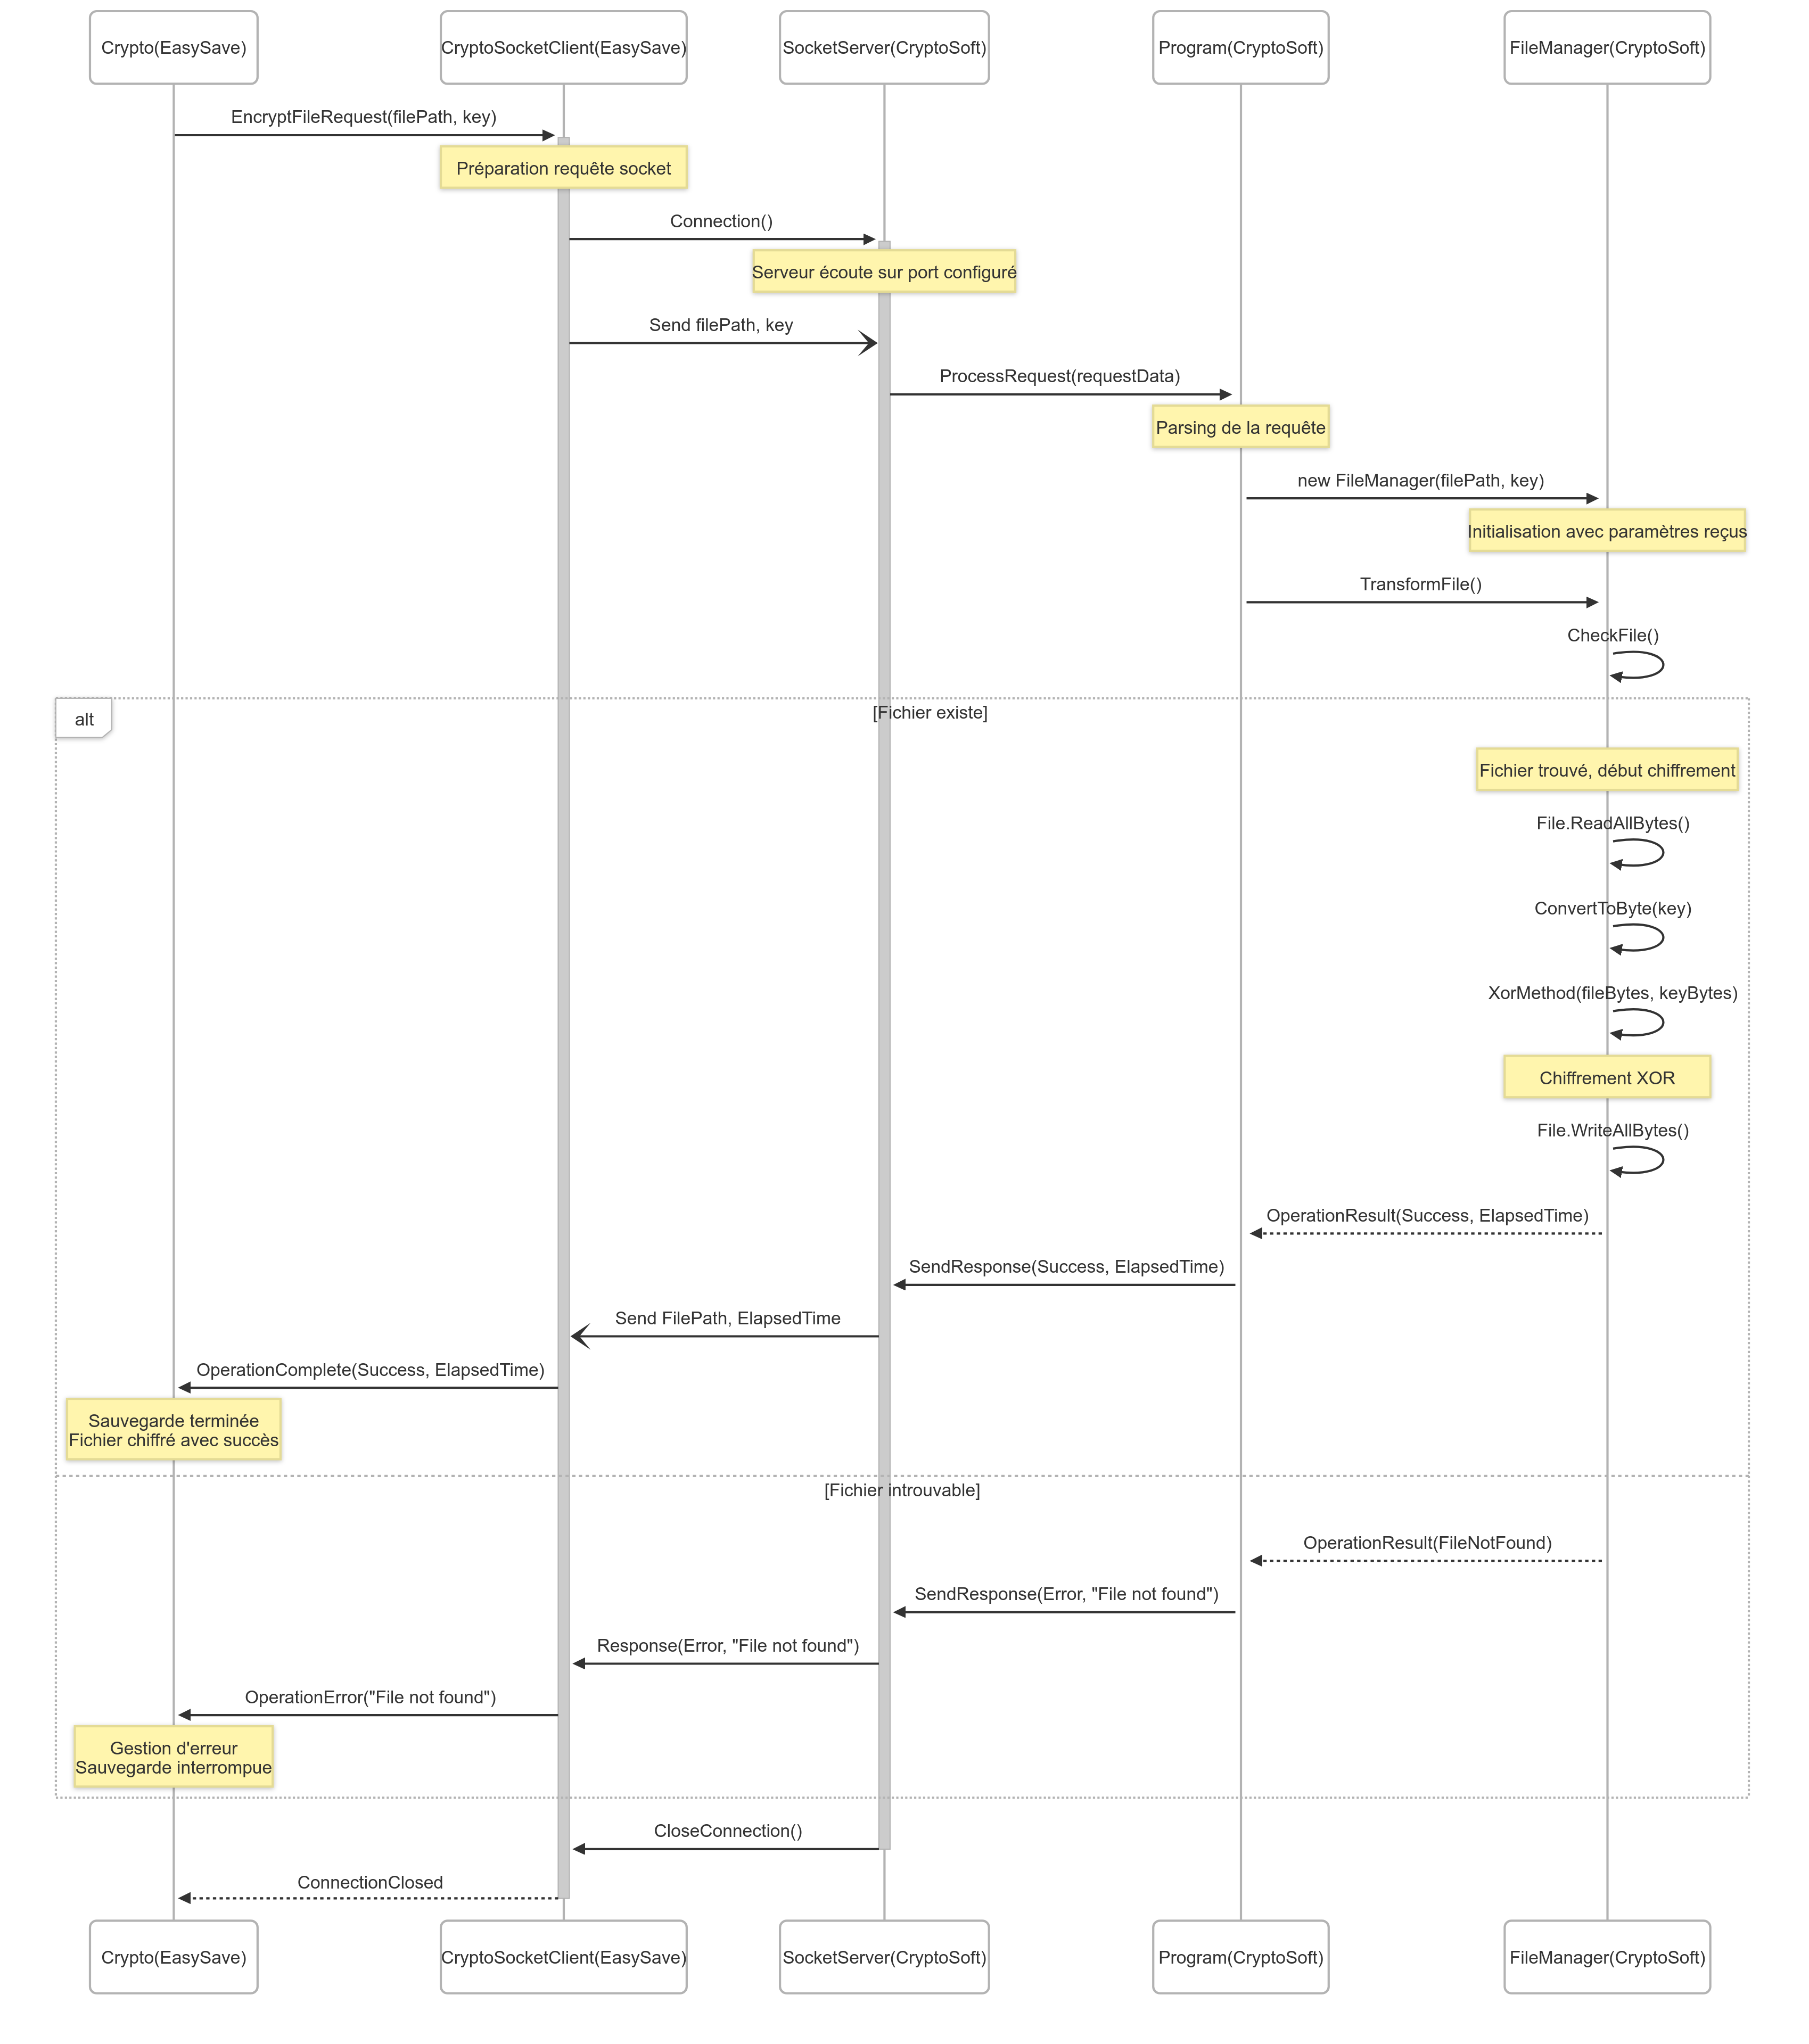 Crypto(EasySave)
CryptoSocketClient(EasySave)
SocketServer(CryptoSoft)
Program(CryptoSoft)
FileManager(CryptoSoft)
EncryptFileRequest(filePath, key)
Préparation requête socket
Connection()
Serveur écoute sur port configuré
Send filePath, key
ProcessRequest(requestData)
Parsing de la requête
new FileManager(filePath, key)
Initialisation avec paramètres reçus
TransformFile()
CheckFile()
alt
[Fichier existe]
Fichier trouvé, début chiffrement
File.ReadAllBytes()
ConvertToByte(key)
XorMethod(fileBytes, keyBytes)
Chiffrement XOR
File.WriteAllBytes()
OperationResult(Success, ElapsedTime)
SendResponse(Success, ElapsedTime)
Send FilePath, ElapsedTime
OperationComplete(Success, ElapsedTime)
Sauvegarde terminée
Fichier chiffré avec succès
[Fichier introuvable]
OperationResult(FileNotFound)
SendResponse(Error, "File not found")
Response(Error, "File not found")
OperationError("File not found")
Gestion d'erreur
Sauvegarde interrompue
CloseConnection()
ConnectionClosed
Crypto(EasySave)
CryptoSocketClient(EasySave)
SocketServer(CryptoSoft)
Program(CryptoSoft)
FileManager(CryptoSoft)